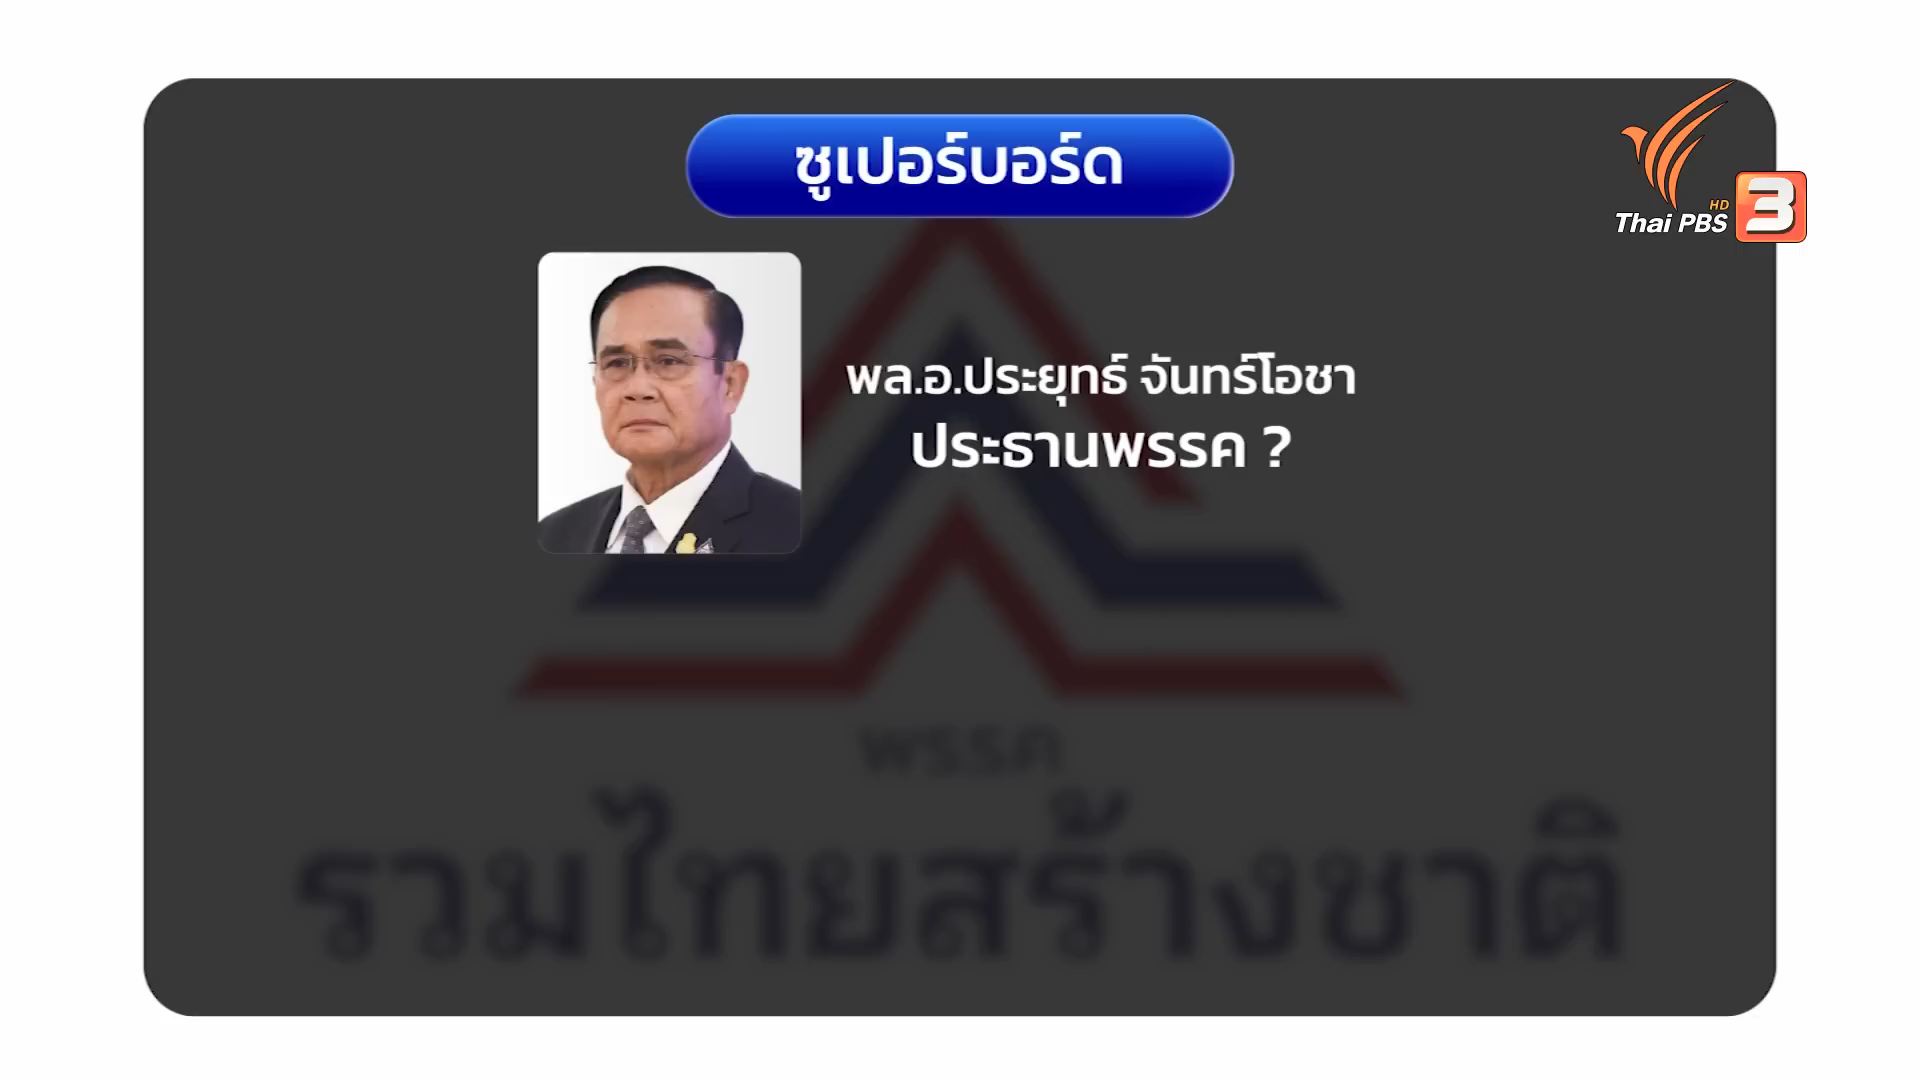 ซูเปอร์บอร์ด
HD
Thai PBS 3
พล.อ.ประยุทธ์ จันทร์โอชา
ประธานพรรค ?
พรรค
รวมไทยสร้างชาติ